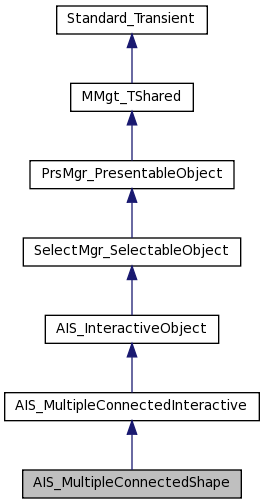 Standard_Transient
MMgt_TShared
PrsMgr_PresentableObject
SelectMgr_SelectableObject
AIS_InteractiveObject
AIS_MultipleConnectedInteractive
AIS_MultipleConnectedShape